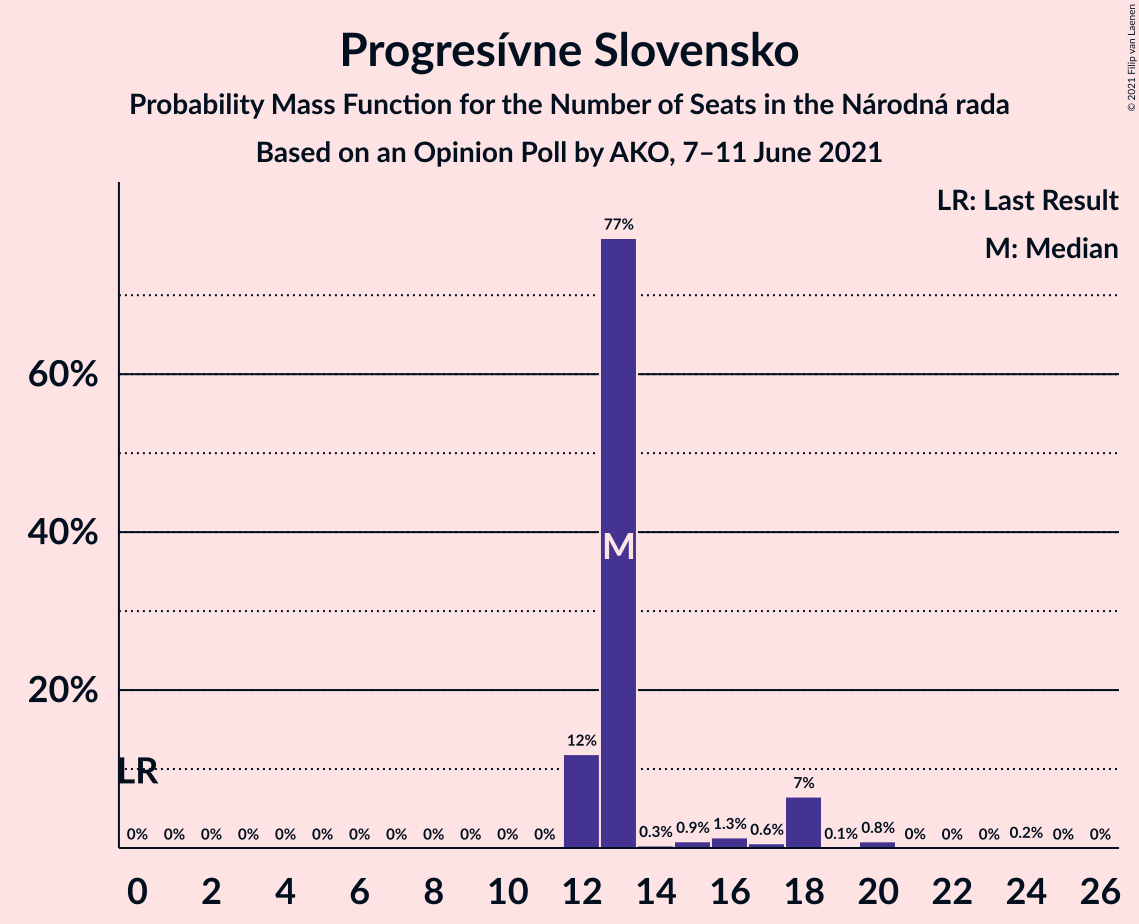 Progresívne Slovensko
Probability Mass Function for the Number of Seats in the Národná rada
Based on an Opinion Poll by AKO, 7–11 June 2021
© 2021 Filip van Laenen
LR: Last Result
M: Median
77%
60%
40%
M
20%
12%
LR
7%
0% 0% 0% 0% 0% 0% 0% 0% 0% 0% 0% 0% 0.3% 0.9% 1.3% 0.6% 0.1% 0.8% 0% 0% 0% 0.2% 0% 0%
0 2 4 6 8 10 12 14 16 18 20 22 24 26